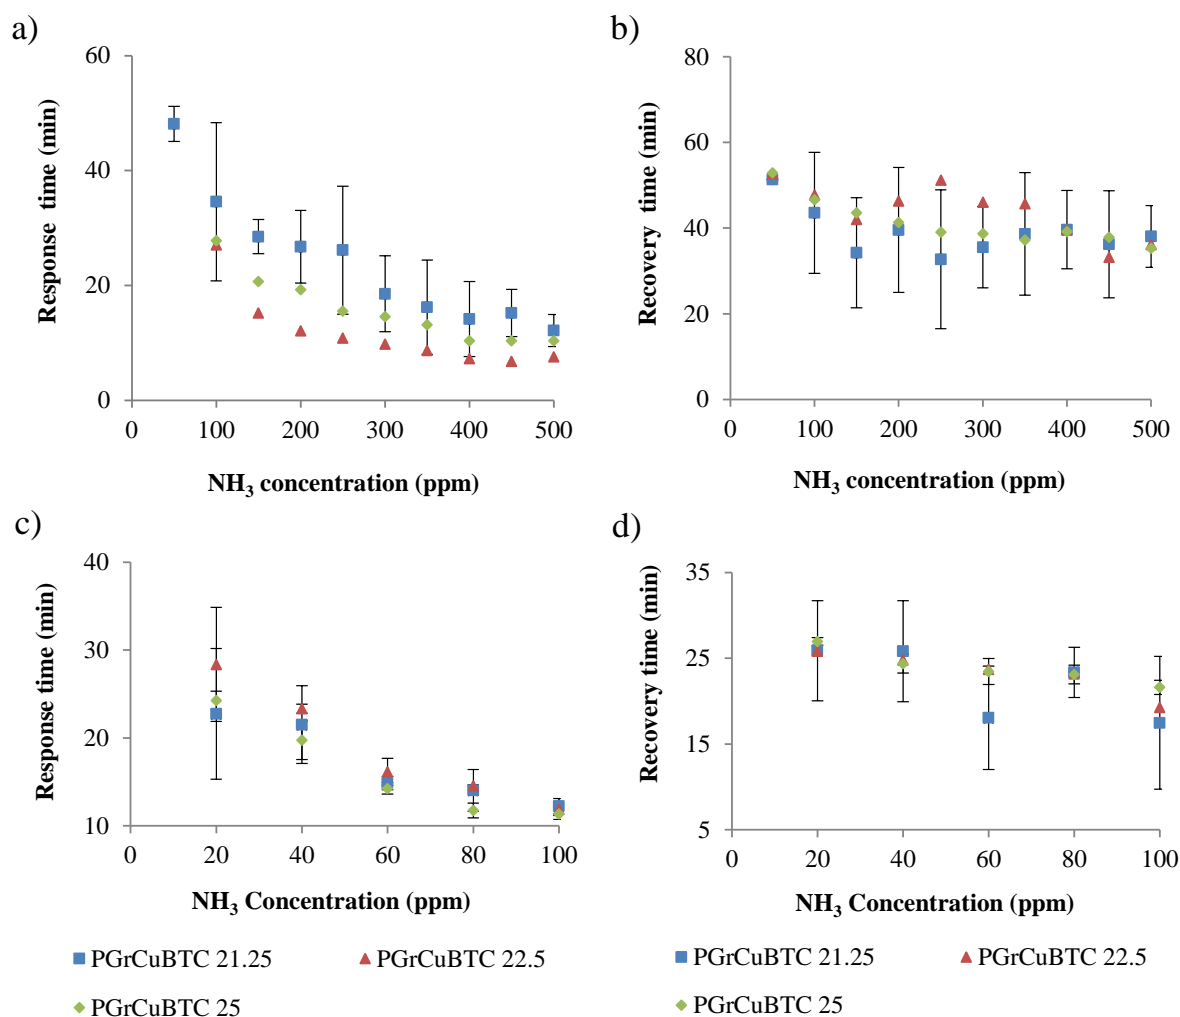 a)
60
40
20
0
Response time (min)
0 100 200 300 400 500
NH3 concentration (ppm)
b)
80
60
40
20
0
Recovery time (min)
0 100 200 300 400 500
NH3 concentration (ppm)
c)
40
30
20
10
Response time (min)
0 20 40 60 80 100
NH3 Concentration (ppm)
PGrCuBTC 21.25 PGrCuBTC 22.5
PGrCuBTC 25
d)
35
25
15
5
Recovery time (min)
0 20 40 60 80 100
NH3 Concentration (ppm)
PGrCuBTC 21.25 PGrCuBTC 22.5
PGrCuBTC 25